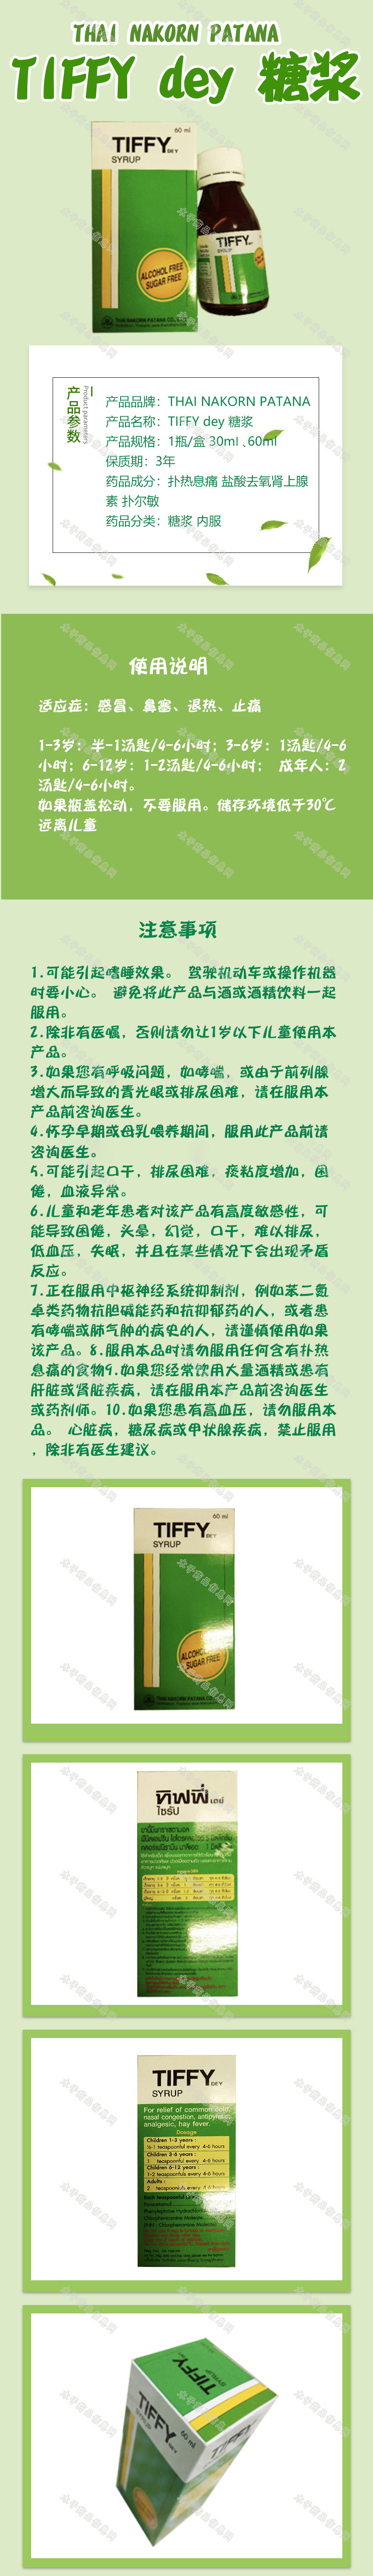 THAI NAKORN PATANA
TIFFY dey 糖浆
60 ml
TIFFY DEY
SYRUP
ALCOHOL FREE
SUGAR FREE
THAI NAKORN PATANA CO., LTD.
TIFFY
SYRUP
产品参数
Product parameters
产品品牌：THAI NAKORN PATANA
产品名称：TIFFY dey 糖浆
产品规格：1瓶/盒 30ml 、60ml
保质期：3年
药品成分：扑热息痛 盐酸去氧肾上腺
素 扑尔敏
药品分类：糖浆 内服
使用说明
适应症：感冒、鼻塞、退热、止痛
1-3岁：半-1汤匙/4-6小时；3-6岁：1汤匙/4-6
小时；6-12岁：1-2汤匙/4-6小时； 成年人：2
汤匙/4-6小时。
如果瓶盖松动，不要服用。储存环境低于30℃
远离儿童
注意事项
1.可能引起嗜睡效果。 驾驶机动车或操作机器
时要小心。 避免将此产品与酒或酒精饮料一起
服用。
2.除非有医嘱，否则请勿让1岁以下儿童使用本
产品。
3.如果您有呼吸问题，如哮喘，或由于前列腺
增大而导致的青光眼或排尿困难，请在服用本
产品前咨询医生。
4.怀孕早期或母乳喂养期间，服用此产品前请
咨询医生。
5.可能引起口干，排尿困难，痰粘度增加，困
倦，血液异常。
6.儿童和老年患者对该产品有高度敏感性，可
能导致困倦，头晕，幻觉，口干，难以排尿，
低血压，失眠，并且在某些情况下会出现矛盾
反应。
7.正在服用中枢神经系统抑制剂，例如苯二氮
卓类药物抗胆碱能药和抗抑郁药的人，或者患
有哮喘或肺气肿的病史的人，请谨慎使用如果
该产品。8.服用本品时请勿服用任何含有扑热
息痛的食物9.如果您经常饮用大量酒精或患有
肝脏或肾脏疾病，请在服用本产品前咨询医生
或药剂师。10.如果您患有高血压，请勿服用本
品。 心脏病，糖尿病或甲状腺疾病，禁止服用
，除非有医生建议。
60 ml
TIFFY DEY
SYRUP
ALCOHOL FREE
SUGAR FREE
THAI NAKORN PATANA CO., LTD.
ทิฟฟี่ เดย์
ไซรัป
TIFFY DEY
SYRUP
For relief of common cold,
nasal congestion, antipyretic,
analgesic, hay fever.
Dosage
Children 1-3 years :
½-1 teaspoonful every 4-6 hours
Children 3-6 years :
1 teaspoonful every 4-6 hours
Children 6-12 years :
1-2 teaspoonfuls every 4-6 hours
Adults :
2 teaspoonfuls every 4-6 hours
TIFFY
SYRUP
TIFFY DEY
SYRUP
60 ml